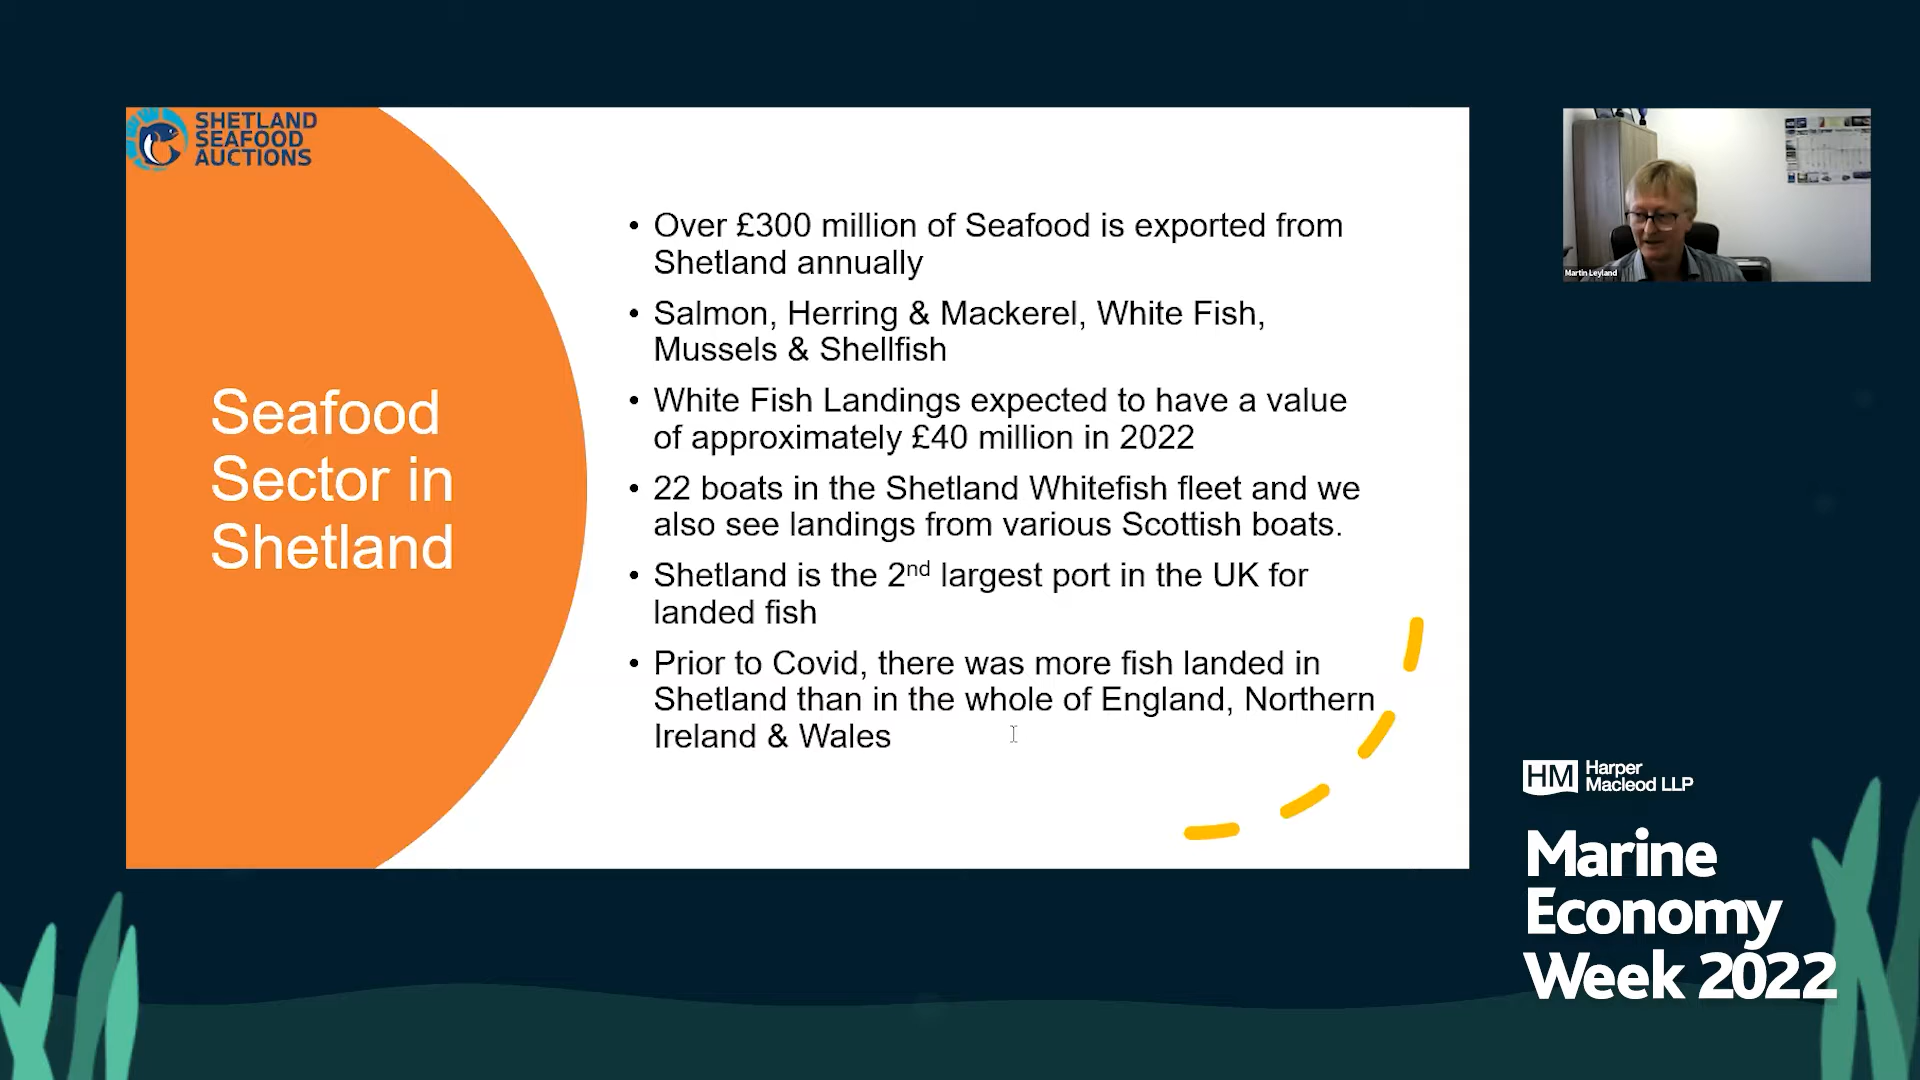 SHETLAND
SEAFOOD
AUCTIONS
Seafood
Sector in
Shetland
• Over £300 million of Seafood is exported from
Shetland annually
• Salmon, Herring & Mackerel, White Fish,
Mussels & Shellfish
• White Fish Landings expected to have a value
of approximately £40 million in 2022
• 22 boats in the Shetland Whitefish fleet and we
also see landings from various Scottish boats.
• Shetland is the 2nd largest port in the UK for
landed fish
• Prior to Covid, there was more fish landed in
Shetland than in the whole of England, Northern
Ireland & Wales
Martin Leyland
HM Harper
Macleod LLP
Marine
Economy
Week 2022